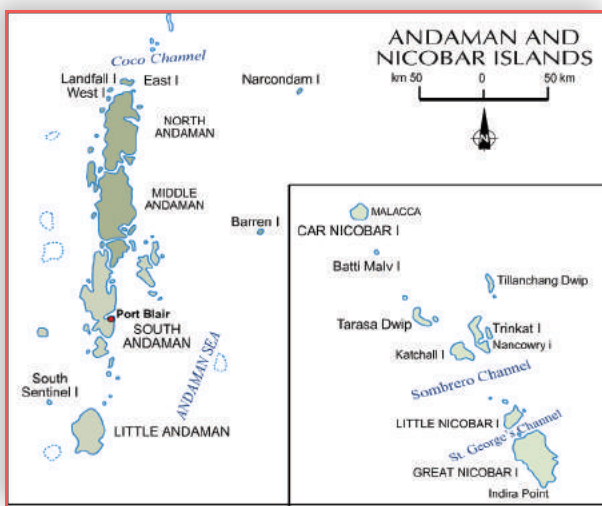 ANDAMAN AND
NICOBAR ISLANDS
km 50 0 50 km
N
Coco Channel
Landfall I
East I
West I
Narcondam I
NORTH
ANDAMAN
MIDDLE
ANDAMAN
Barren I
Port Blair
SOUTH
ANDAMAN
ANDAMAN SEA
South
Sentinel I
LITTLE ANDAMAN
MALACCA
CAR NICOBAR I
Batti Malv I
Tillanchang Dwip
Tarasa Dwip
Trinkat I
Nancowry i
Katchall I
Sombrero Channel
LITTLE NICOBAR I
St. George's Channel
GREAT NICOBAR I
Indira Point